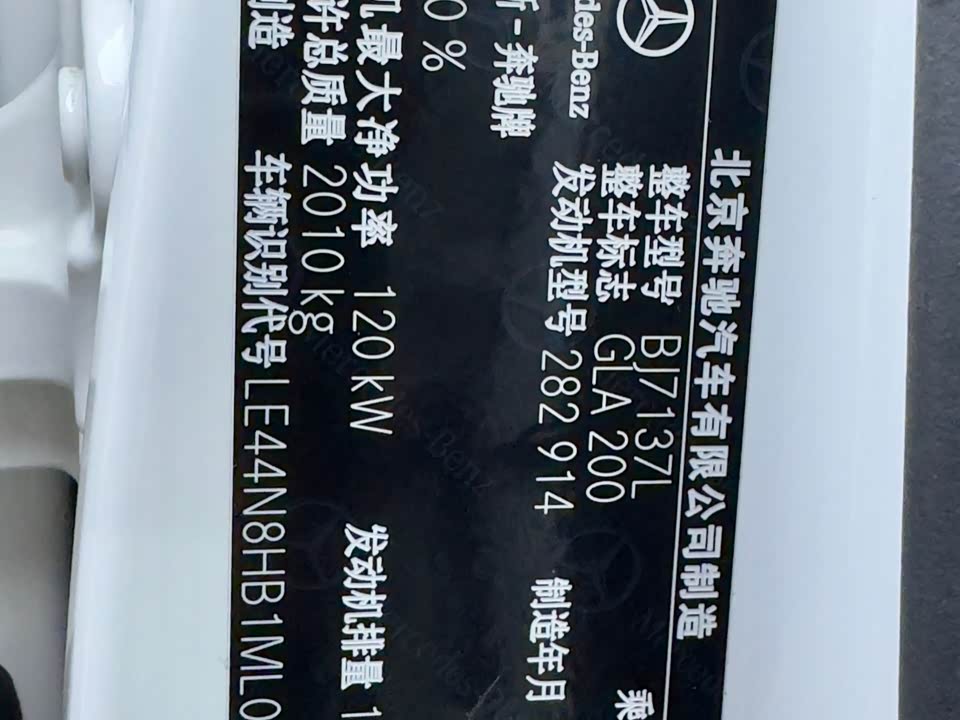 北京奔驰汽车有限公司制造
des-Benz 整车型号 BJ7137L
整车标志 GLA 200 乘
-奔驰牌 发动机型号 282 914 制造年月
0 %
最大净功率 120 kW 发动机排量 1
许总质量 2010 kg
制造 车辆识别代号 LE44N8HB1ML0